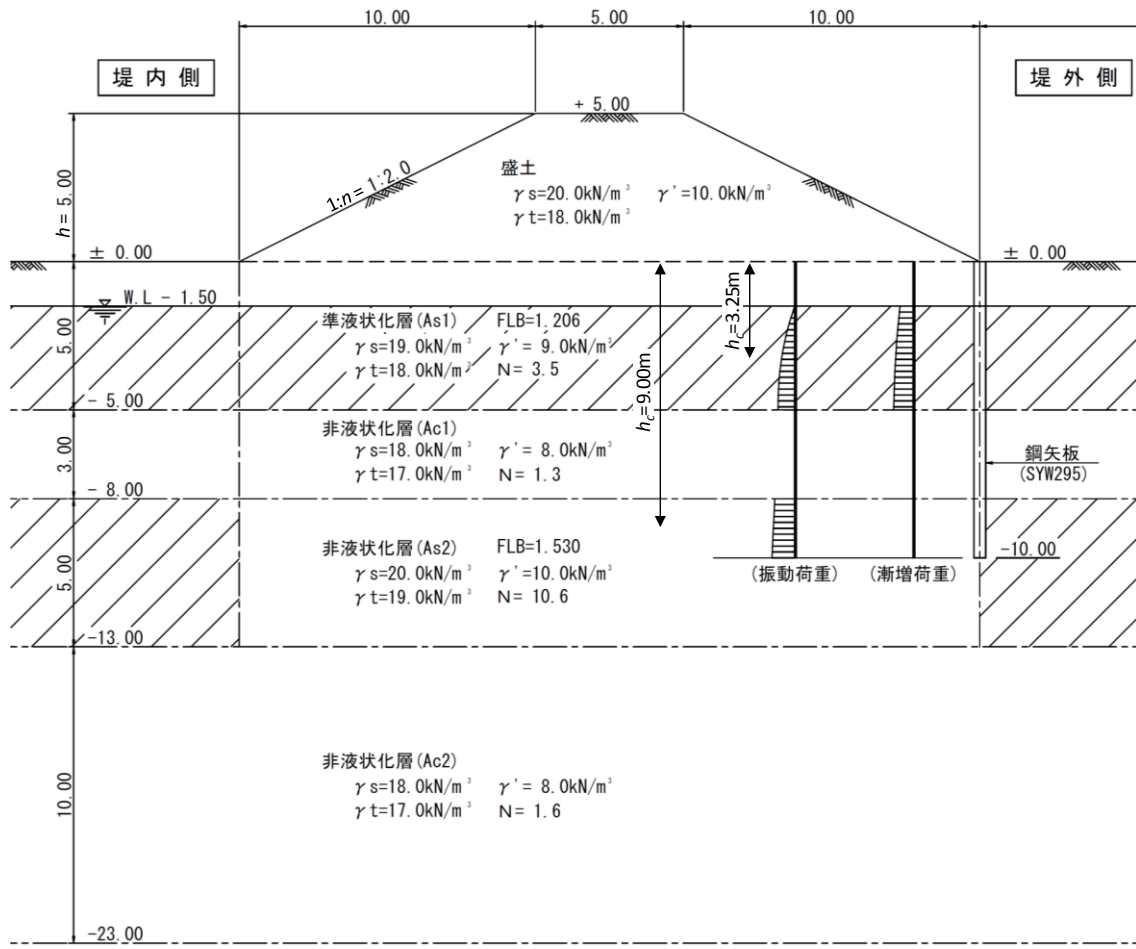 10.00
5.00
10.00
堤内側
堤外側
+ 5.00
1:n = 1:2.0
盛土
γs=20.0kN/m³ γ'=10.0kN/m³
γt=18.0kN/m³
h = 5.00
± 0.00
± 0.00
W.L - 1.50
準液状化層(As1) FLB=1.206
γs=19.0kN/m³ γ'= 9.0kN/m³
γt=18.0kN/m³ N= 3.5
hc=3.25m
hc=9.00m
5.00
- 5.00
非液状化層(Ac1)
γs=18.0kN/m³ γ'= 8.0kN/m³
γt=17.0kN/m³ N= 1.3
3.00
鋼矢板
(SYW295)
- 8.00
非液状化層(As2) FLB=1.530
γs=20.0kN/m³ γ'=10.0kN/m³
γt=19.0kN/m³ N= 10.6
5.00
-10.00
(振動荷重) (漸増荷重)
-13.00
非液状化層(Ac2)
γs=18.0kN/m³ γ'= 8.0kN/m³
γt=17.0kN/m³ N= 1.6
10.00
-23.00